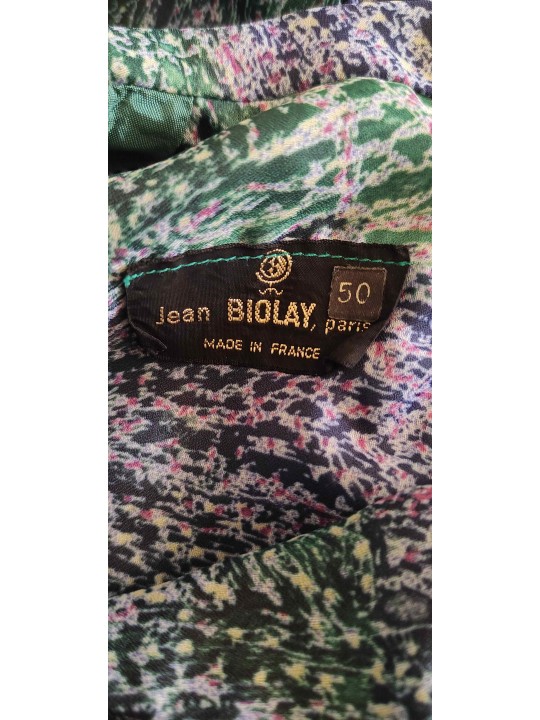 50
Jean BIOLAY, paris
MADE IN FRANCE